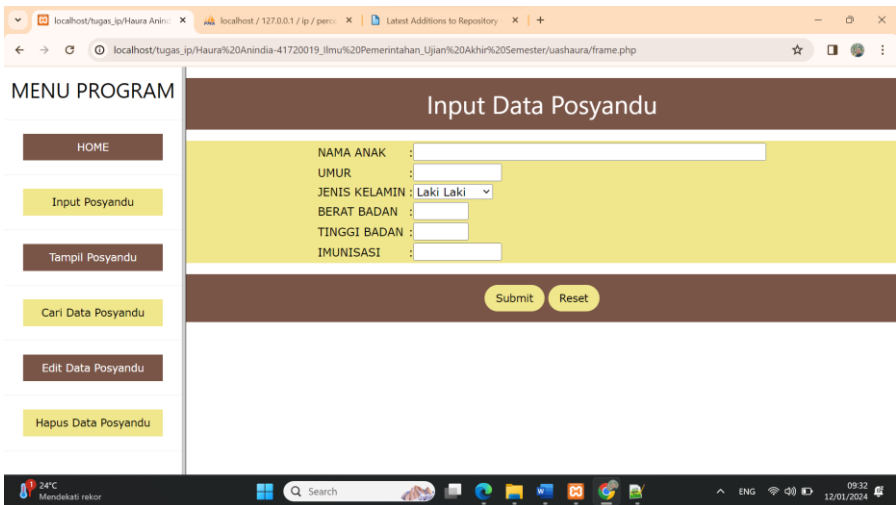 localhost/tugas_ip/Haura Anind
localhost / 127.0.0.1 / ip / perco
Latest Additions to Repository
localhost/tugas_ip/Haura%20Anindia-41720019_Ilmu%20Pemerintahan_Ujian%20Akhir%20Semester/uashaura/frame.php
MENU PROGRAM
HOME
Input Posyandu
Tampil Posyandu
Cari Data Posyandu
Edit Data Posyandu
Hapus Data Posyandu
Input Data Posyandu
NAMA ANAK :
UMUR :
JENIS KELAMIN : Laki Laki
BERAT BADAN :
TINGGI BADAN :
IMUNISASI :
Submit Reset
1
24°C
Mendekati rekor
Search
ENG
09:32
12/01/2024